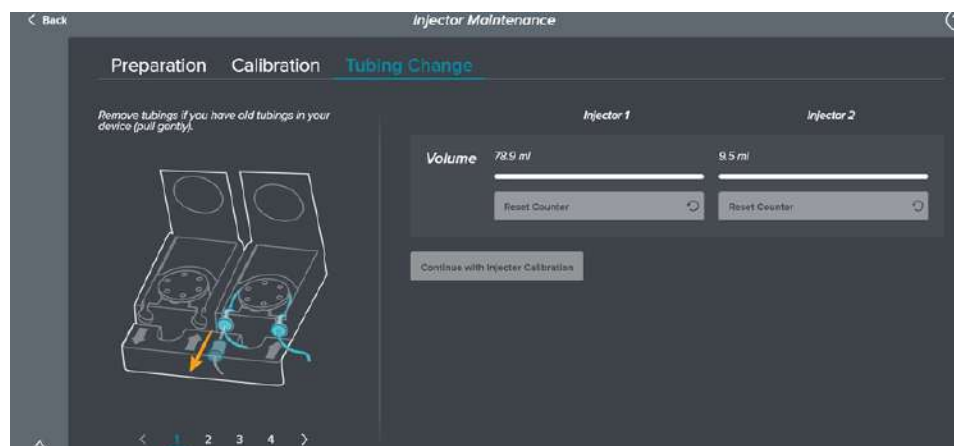 Back
Injector Maintenance
Preparation Calibration Tubing Change
Remove tubings if you have old tubings in your
device (pull gently).
Injector 1 Injector 2
Volume 78.9 ml 9.5 ml
Reset Counter Reset Counter
Continue with Injector Calibration
1 2 3 4